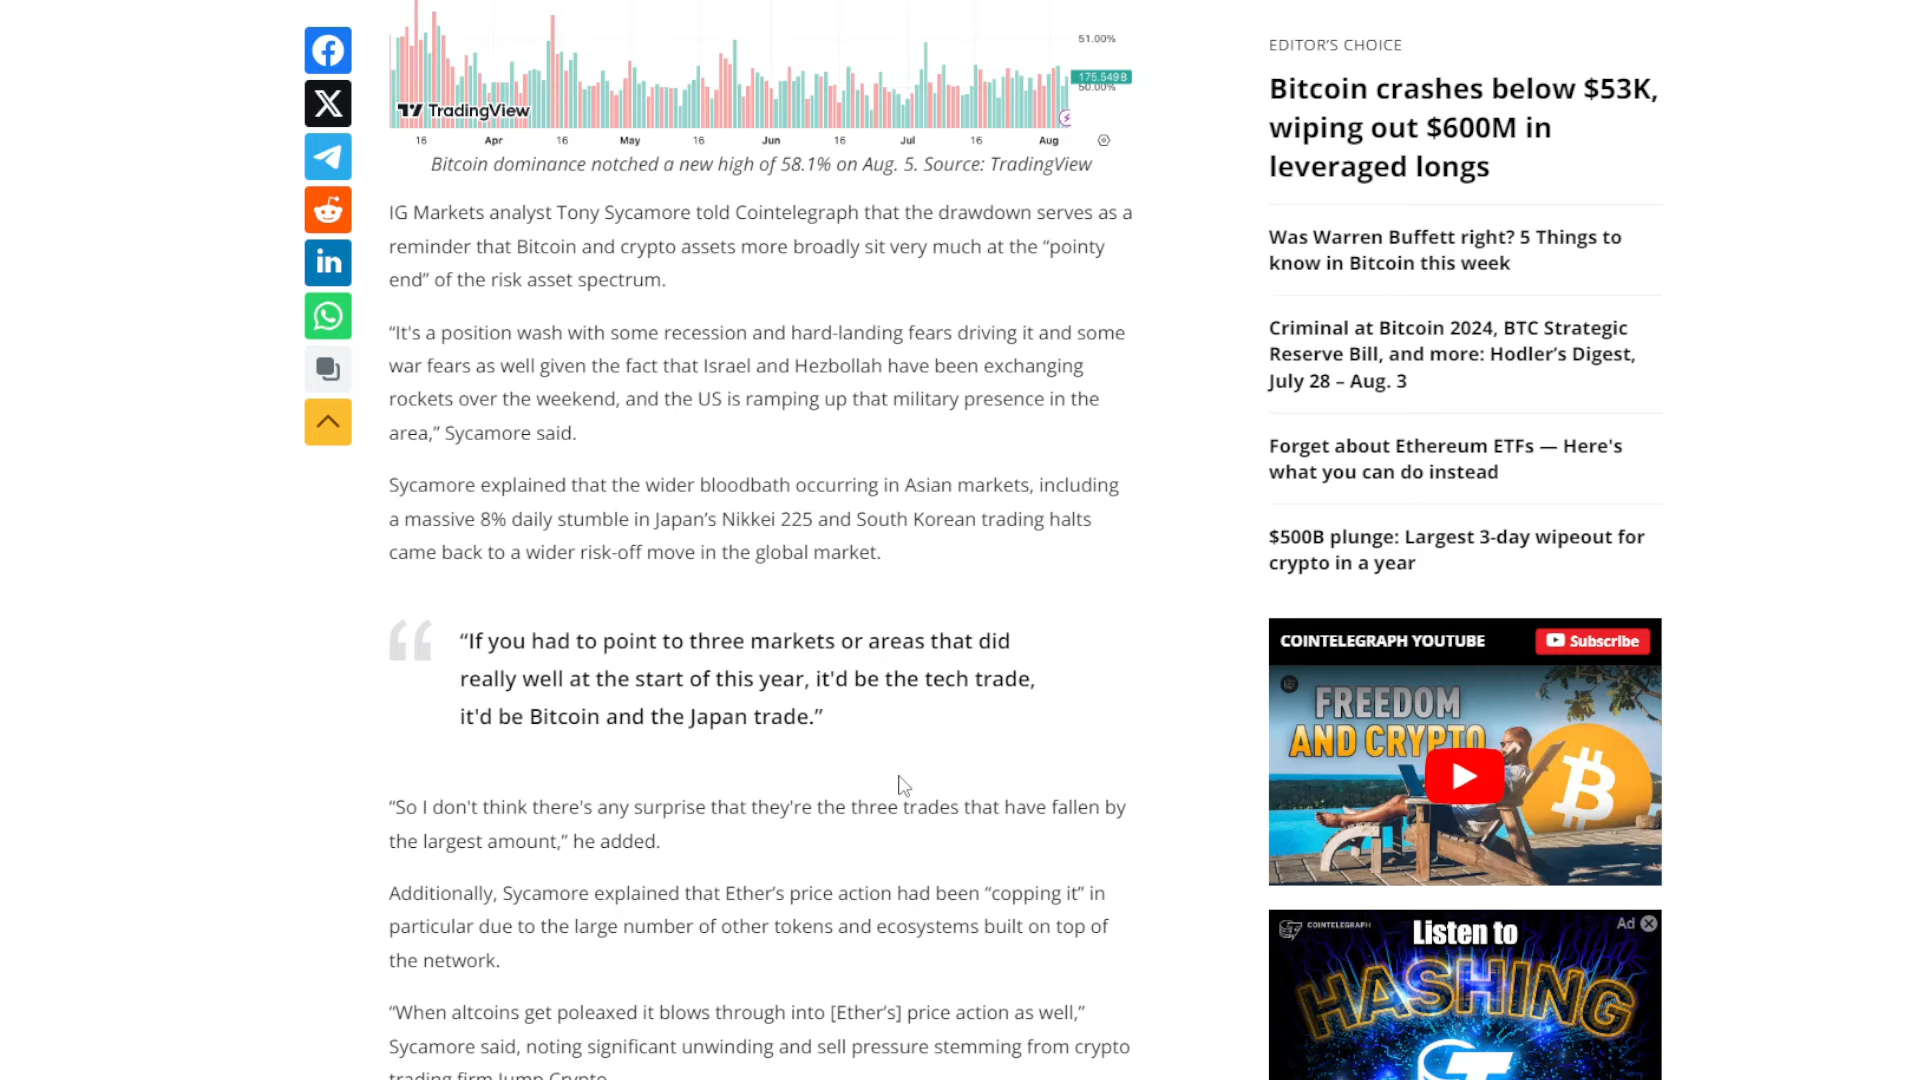 51.00%
175.549B
50.00%
TradingView
16 Apr 16 May 16 Jun 16 Jul 16 Aug
Bitcoin dominance notched a new high of 58.1% on Aug. 5. Source: TradingView
IG Markets analyst Tony Sycamore told Cointelegraph that the drawdown serves as a
reminder that Bitcoin and crypto assets more broadly sit very much at the “pointy
end” of the risk asset spectrum.
“It's a position wash with some recession and hard-landing fears driving it and some
war fears as well given the fact that Israel and Hezbollah have been exchanging
rockets over the weekend, and the US is ramping up that military presence in the
area,” Sycamore said.
Sycamore explained that the wider bloodbath occurring in Asian markets, including
a massive 8% daily stumble in Japan’s Nikkei 225 and South Korean trading halts
came back to a wider risk-off move in the global market.
“If you had to point to three markets or areas that did
really well at the start of this year, it'd be the tech trade,
it'd be Bitcoin and the Japan trade.”
“So I don't think there's any surprise that they're the three trades that have fallen by
the largest amount,” he added.
Additionally, Sycamore explained that Ether’s price action had been “copping it” in
particular due to the large number of other tokens and ecosystems built on top of
the network.
“When altcoins get poleaxed it blows through into [Ether’s] price action as well,”
Sycamore said, noting significant unwinding and sell pressure stemming from crypto
trading firm Jump Crypto.
EDITOR’S CHOICE
Bitcoin crashes below $53K,
wiping out $600M in
leveraged longs
Was Warren Buffett right? 5 Things to
know in Bitcoin this week
Criminal at Bitcoin 2024, BTC Strategic
Reserve Bill, and more: Hodler’s Digest,
July 28 – Aug. 3
Forget about Ethereum ETFs — Here's
what you can do instead
$500B plunge: Largest 3-day wipeout for
crypto in a year
COINTELEGRAPH YOUTUBE
Subscribe
FREEDOM
AND CRYPTO
COINTELEGRAPH
Ad
Listen to
HASHING